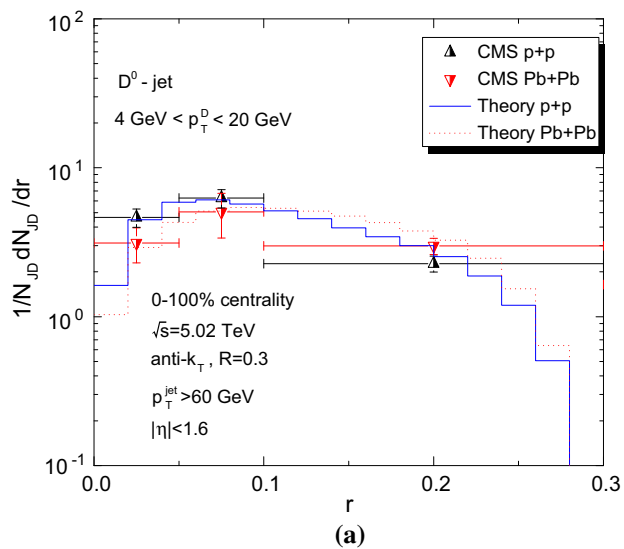 10²
CMS p+p
CMS Pb+Pb
Theory p+p
Theory Pb+Pb
D⁰ - jet
4 GeV < p_T^D < 20 GeV
1/N_JD dN_JD /dr
10¹
10⁰
10⁻¹
0-100% centrality
√s=5.02 TeV
anti-k_T , R=0.3
p_T^jet >60 GeV
|η|<1.6
0.0 0.1 0.2 0.3
r
(a)